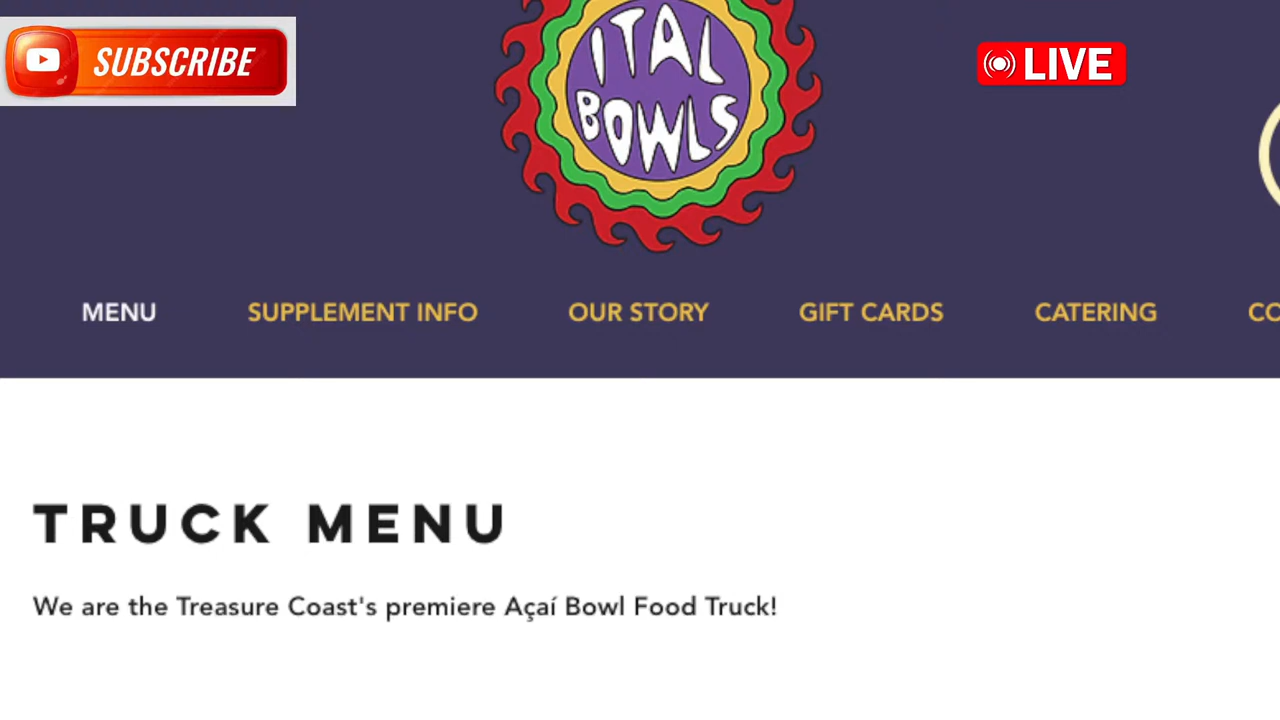 SUBSCRIBE
LIVE
ITAL
BOWLS
MENU SUPPLEMENT INFO OUR STORY GIFT CARDS CATERING CO
TRUCK MENU
We are the Treasure Coast's premiere Açaí Bowl Food Truck!